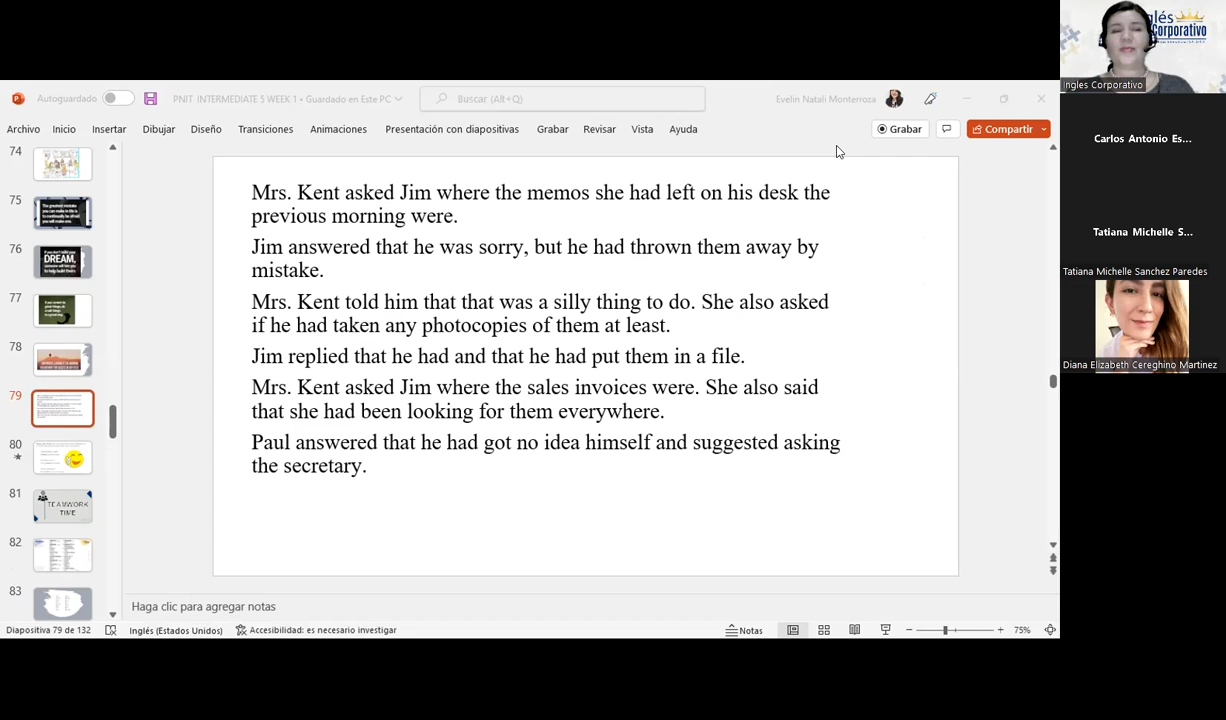 glés
Corporativo
Ingles Corporativo
Autoguardado
PNIT INTERMEDIATE 5 WEEK 1 • Guardado en Este PC
Buscar (Alt+Q)
Evelin Natali Monterroza
Archivo Inicio Insertar Dibujar Diseño Transiciones Animaciones Presentación con diapositivas Grabar Revisar Vista Ayuda
Grabar
Compartir
Carlos Antonio Es...
Tatiana Michelle S...
Tatiana Michelle Sanchez Paredes
Diana Elizabeth Cereghino Martinez
74
75
76
DREAM,
77
78
79
80
81
TEAMWORK
TIME
82
83
Mrs. Kent asked Jim where the memos she had left on his desk the
previous morning were.
Jim answered that he was sorry, but he had thrown them away by
mistake.
Mrs. Kent told him that that was a silly thing to do. She also asked
if he had taken any photocopies of them at least.
Jim replied that he had and that he had put them in a file.
Mrs. Kent asked Jim where the sales invoices were. She also said
that she had been looking for them everywhere.
Paul answered that he had got no idea himself and suggested asking
the secretary.
Haga clic para agregar notas
Diapositiva 79 de 132
Inglés (Estados Unidos)
Accesibilidad: es necesario investigar
Notas
75%